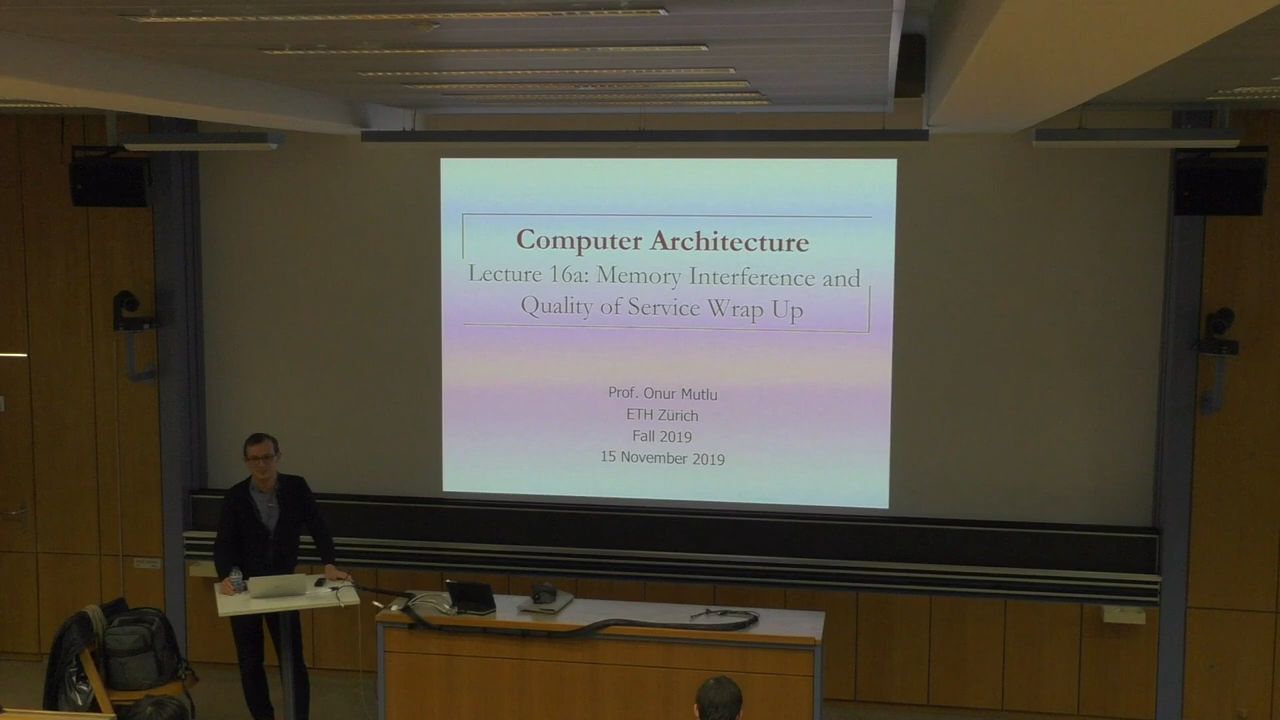 Computer Architecture
Lecture 16a: Memory Interference and
Quality of Service Wrap Up
Prof. Onur Mutlu
ETH Zürich
Fall 2019
15 November 2019